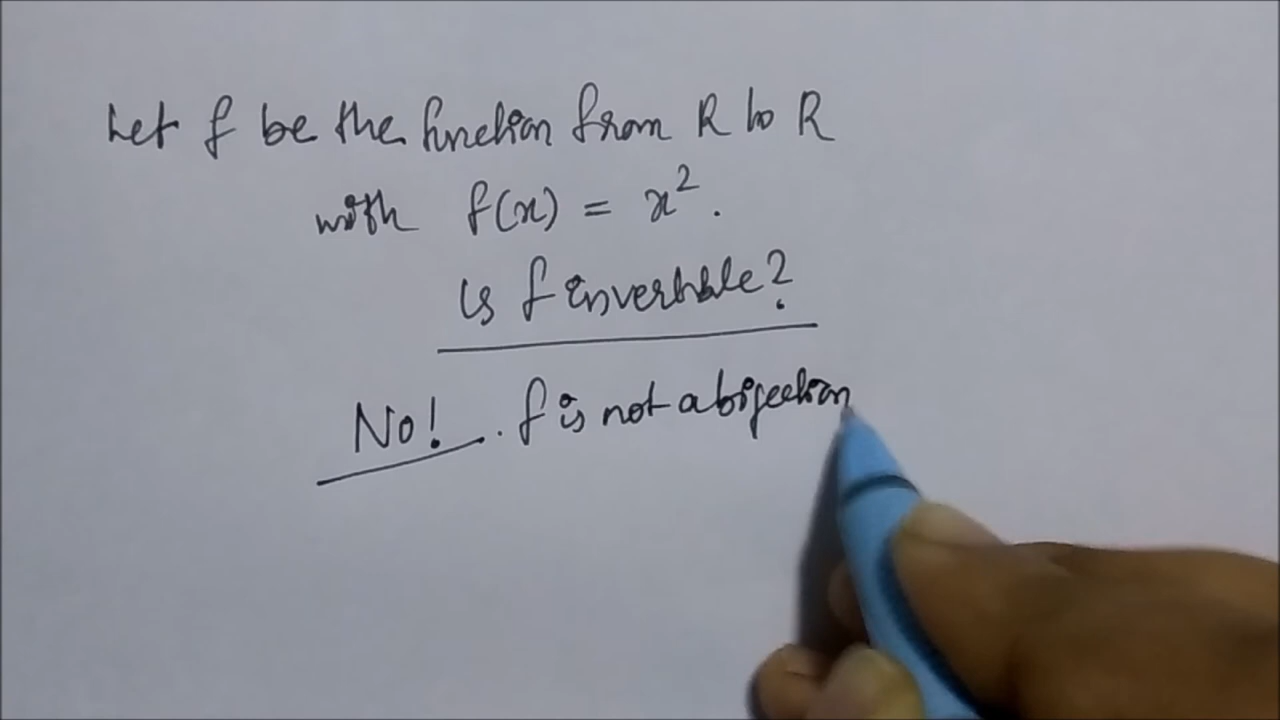 Let f be the function from R to R
with f(x) = x².
is f invertible?
No! . f is not a bijection